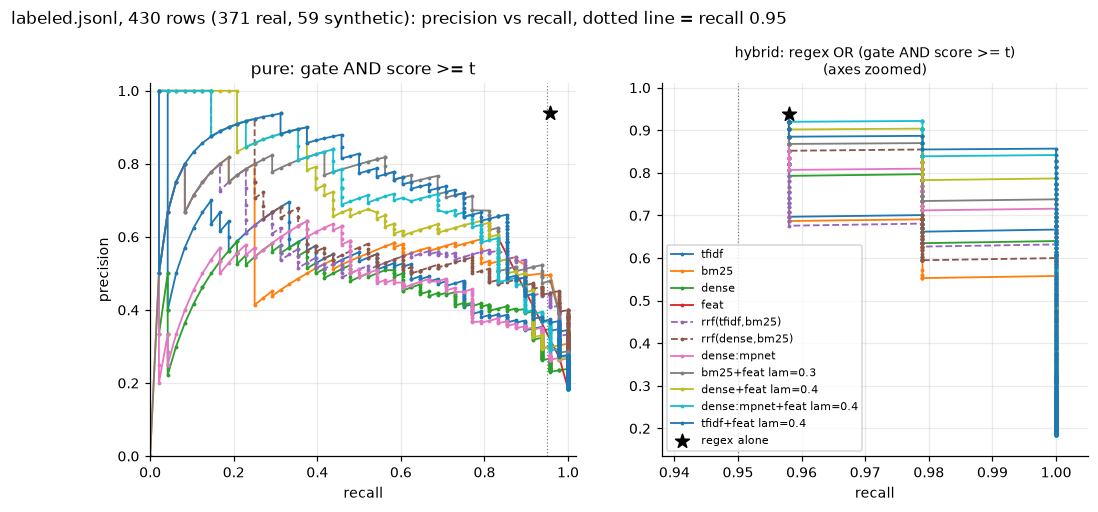 labeled.jsonl, 430 rows (371 real, 59 synthetic): precision vs recall, dotted line = recall 0.95
pure: gate AND score >= t
precision
1.0
0.8
0.6
0.4
0.2
0.0
0.0 0.2 0.4 0.6 0.8 1.0
recall
hybrid: regex OR (gate AND score >= t)
(axes zoomed)
1.0
0.9
0.8
0.7
0.6
0.5
0.4
0.3
0.2
tfidf
bm25
dense
feat
rrf(tfidf,bm25)
rrf(dense,bm25)
dense:mpnet
bm25+feat lam=0.3
dense+feat lam=0.4
dense:mpnet+feat lam=0.4
tfidf+feat lam=0.4
regex alone
0.94 0.95 0.96 0.97 0.98 0.99 1.00
recall